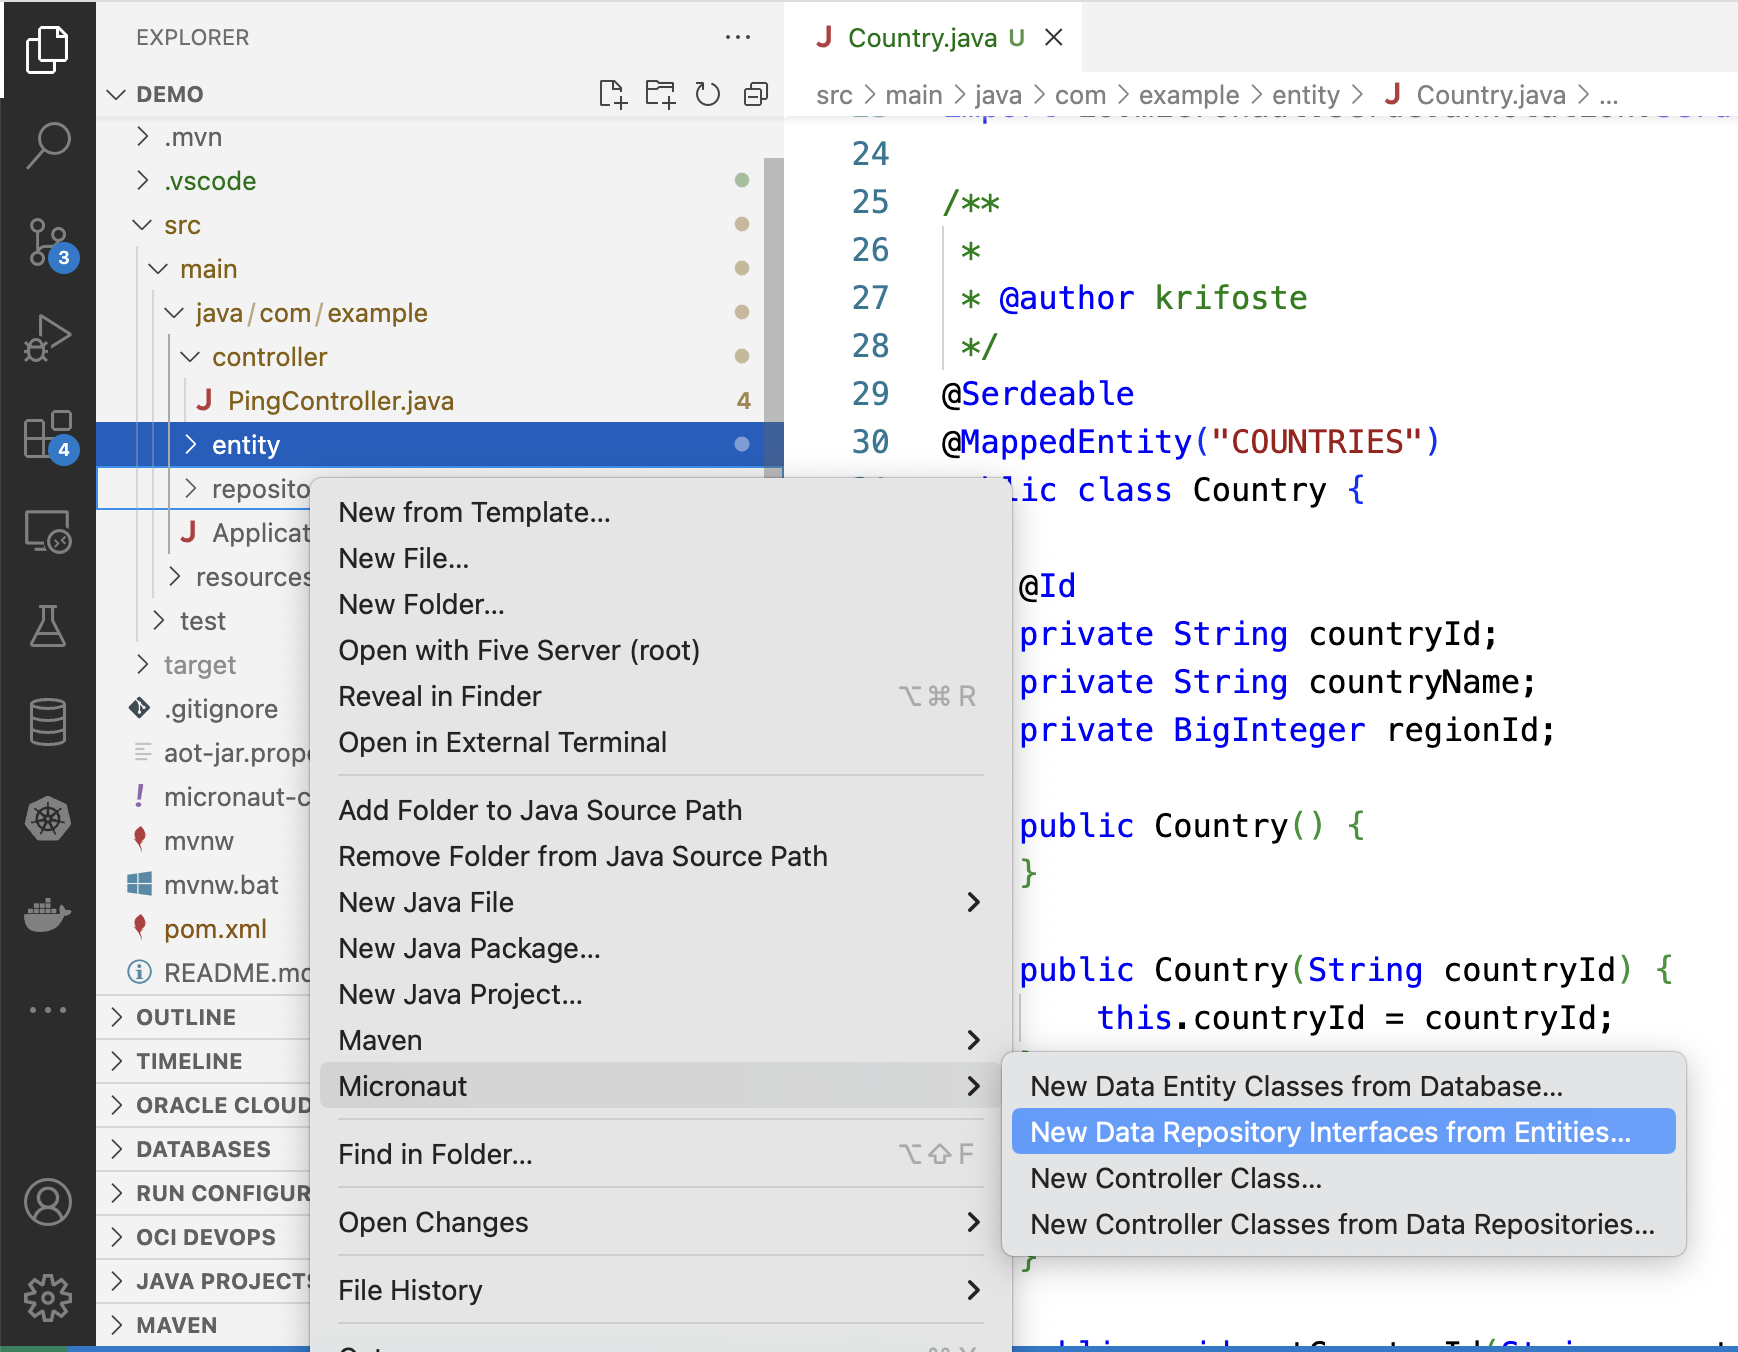 EXPLORER
DEMO
.mvn
.vscode
src
main
java/com/example
controller
PingController.java 4
entity
reposito
Applicat
resources
test
target
.gitignore
aot-jar.prop
micronaut-c
mvnw
mvnw.bat
pom.xml
README.md
OUTLINE
TIMELINE
ORACLE CLOUD
DATABASES
RUN CONFIGUR
OCI DEVOPS
JAVA PROJECTS
MAVEN
3
4
New from Template...
New File...
New Folder...
Open with Five Server (root)
Reveal in Finder ⌥⌘R
Open in External Terminal
Add Folder to Java Source Path
Remove Folder from Java Source Path
New Java File
New Java Package...
New Java Project...
Maven
Micronaut
Find in Folder... ⌥⇧F
Open Changes
File History
New Data Entity Classes from Database...
New Data Repository Interfaces from Entities...
New Controller Class...
New Controller Classes from Data Repositories...
Country.java U
src > main > java > com > example > entity > Country.java > ...
24
25 /**
26 *
27 * @author krifoste
28 */
29 @Serdeable
30 @MappedEntity("COUNTRIES")
lic class Country {
@Id
private String countryId;
private String countryName;
private BigInteger regionId;
public Country() {
}
public Country(String countryId) {
this.countryId = countryId;
}